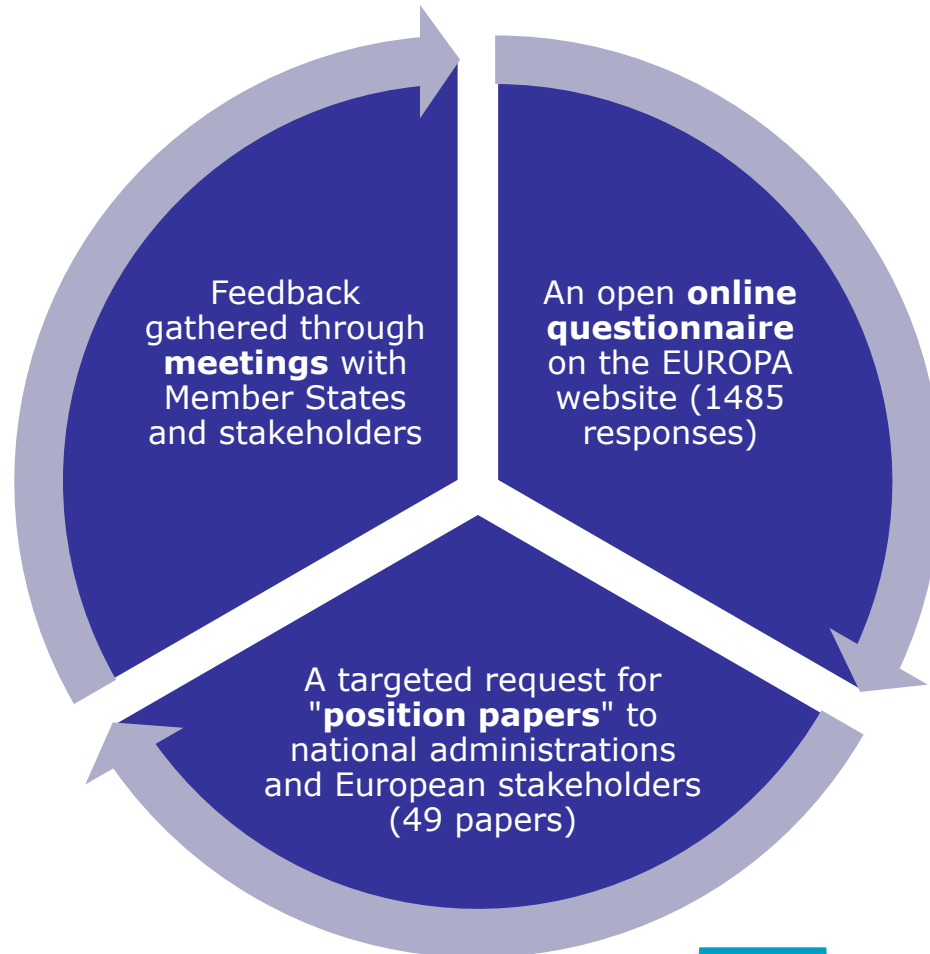 Feedback
gathered through
meetings with
Member States
and stakeholders
An open online
questionnaire
on the EUROPA
website (1485
responses)
A targeted request for
"position papers" to
national administrations
and European stakeholders
(49 papers)